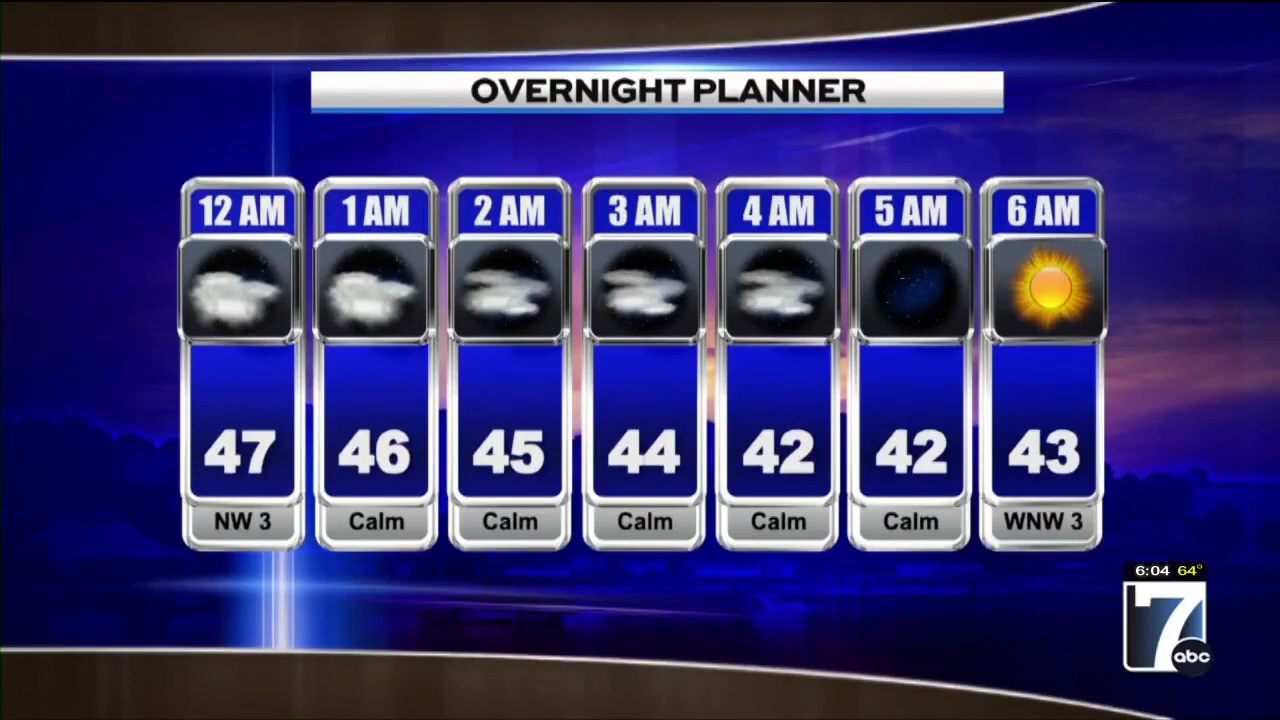 OVERNIGHT PLANNER
12 AM 1 AM 2 AM 3 AM 4 AM 5 AM 6 AM
47 46 45 44 42 42 43
NW 3 Calm Calm Calm Calm Calm WNW 3
6:04 64°
7
abc